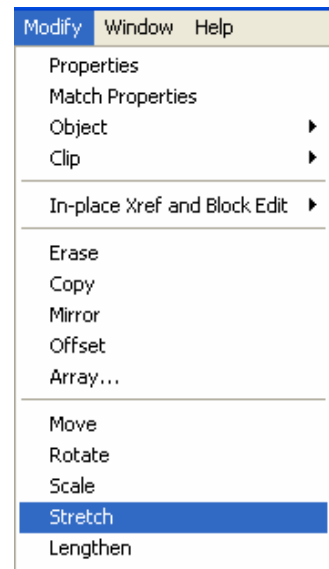 Modify Window Help
Properties
Match Properties
Object
Clip
In-place Xref and Block Edit
Erase
Copy
Mirror
Offset
Array...
Move
Rotate
Scale
Stretch
Lengthen